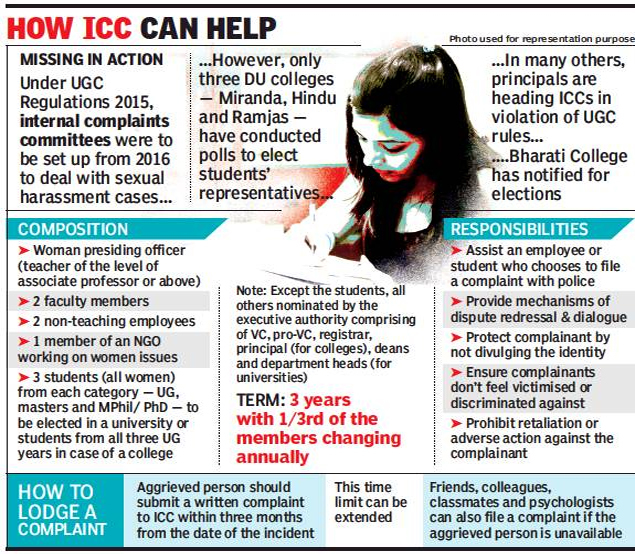 HOW ICC CAN HELP
Photo used for representation purpose
MISSING IN ACTION
Under UGC
Regulations 2015,
internal complaints
committees were to
be set up from 2016
to deal with sexual
harassment cases...
...However, only
three DU colleges
— Miranda, Hindu
and Ramjas —
have conducted
polls to elect
students'
representatives...
...In many others,
principals are
heading ICCs in
violation of UGC
rules...
....Bharati College
has notified for
elections
COMPOSITION
➤ Woman presiding officer
(teacher of the level of
associate professor or above)
➤ 2 faculty members
➤ 2 non-teaching employees
➤ 1 member of an NGO
working on women issues
➤ 3 students (all women)
from each category — UG,
masters and MPhil/ PhD — to
be elected in a university or
students from all three UG
years in case of a college
Note: Except the students, all
others nominated by the
executive authority comprising
of VC, pro-VC, registrar,
principal (for colleges), deans
and department heads (for
universities)
TERM: 3 years
with 1/3rd of the
members changing
annually
RESPONSIBILITIES
➤ Assist an employee or
student who chooses to file
a complaint with police
➤ Provide mechanisms of
dispute redressal & dialogue
➤ Protect complainant by
not divulging the identity
➤ Ensure complainants
don't feel victimised or
discriminated against
➤ Prohibit retaliation or
adverse action against the
complainant
HOW TO
LODGE A
COMPLAINT
Aggrieved person should
submit a written complaint
to ICC within three months
from the date of the incident
This time
limit can be
extended
Friends, colleagues,
classmates and psychologists
can also file a complaint if the
aggrieved person is unavailable